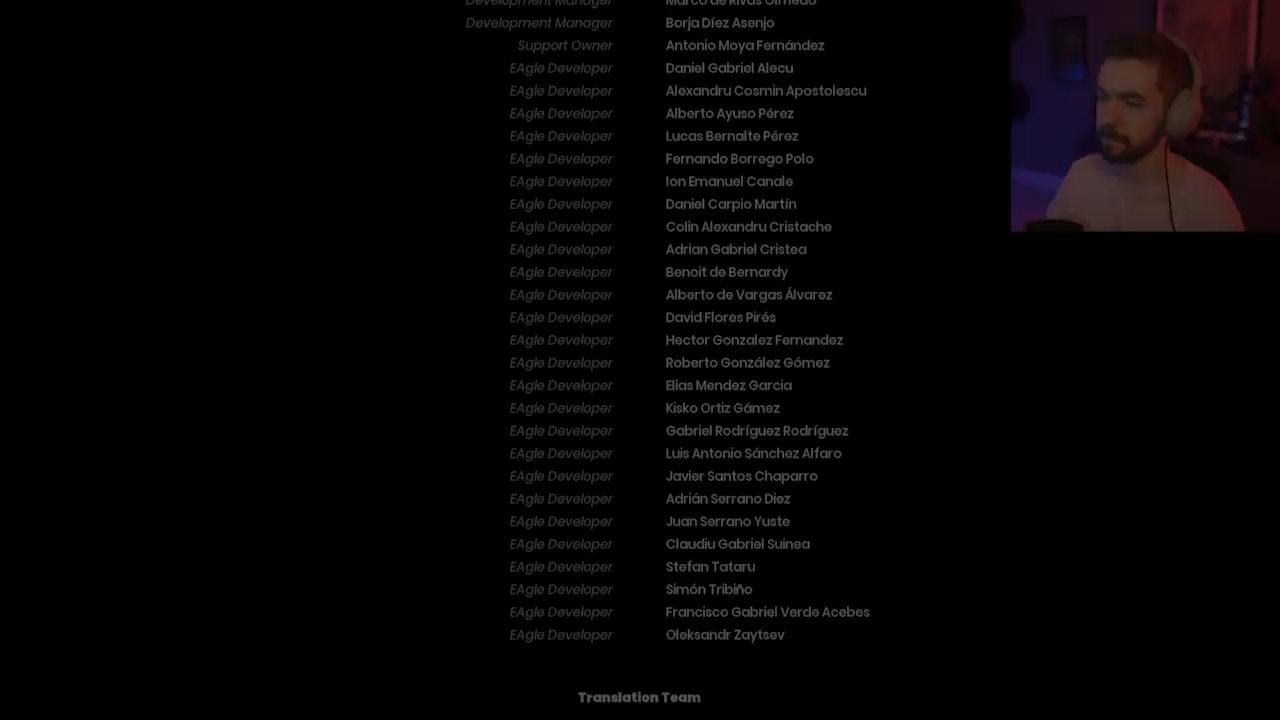 Development Manager Marco de Rivas Olmedo
Development Manager Borja Díez Asenjo
Support Owner Antonio Moya Fernández
EAgle Developer Daniel Gabriel Alecu
EAgle Developer Alexandru Cosmin Apostolescu
EAgle Developer Alberto Ayuso Pérez
EAgle Developer Lucas Bernalte Pérez
EAgle Developer Fernando Borrego Polo
EAgle Developer Ion Emanuel Canale
EAgle Developer Daniel Carpio Martín
EAgle Developer Colin Alexandru Cristache
EAgle Developer Adrian Gabriel Cristea
EAgle Developer Benoit de Bernardy
EAgle Developer Alberto de Vargas Álvarez
EAgle Developer David Flores Pirés
EAgle Developer Hector Gonzalez Fernandez
EAgle Developer Roberto González Gómez
EAgle Developer Elias Mendez Garcia
EAgle Developer Kisko Ortiz Gámez
EAgle Developer Gabriel Rodríguez Rodríguez
EAgle Developer Luis Antonio Sánchez Alfaro
EAgle Developer Javier Santos Chaparro
EAgle Developer Adrián Serrano Diez
EAgle Developer Juan Serrano Yuste
EAgle Developer Claudiu Gabriel Suinea
EAgle Developer Stefan Tataru
EAgle Developer Simón Tribiño
EAgle Developer Francisco Gabriel Verde Acebes
EAgle Developer Oleksandr Zaytsev
Translation Team